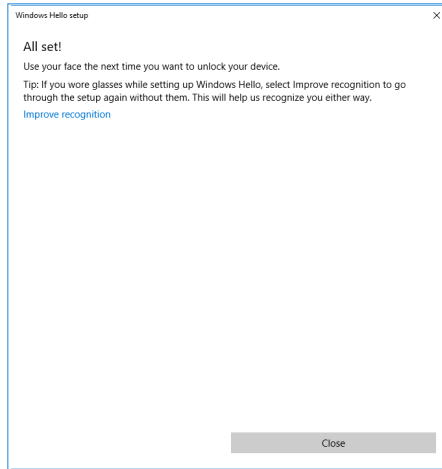 Windows Hello setup
All set!
Use your face the next time you want to unlock your device.
Tip: If you wore glasses while setting up Windows Hello, select Improve recognition to go
through the setup again without them. This will help us recognize you either way.
Improve recognition
Close